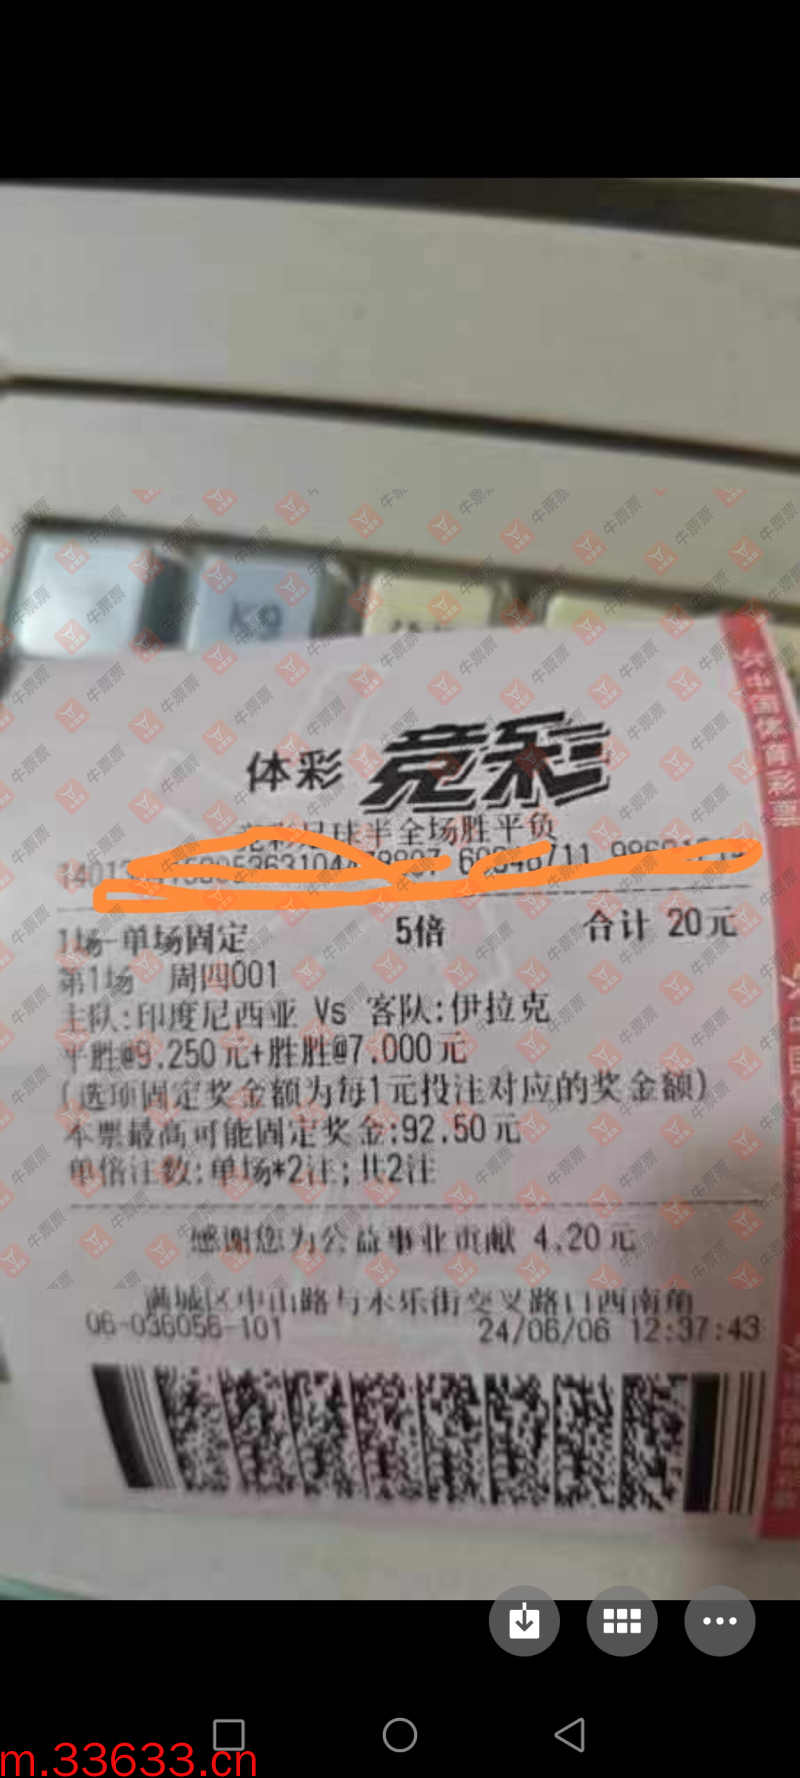 kg
体彩 竞彩
竞彩足球半全场胜平负
1场-单场固定 5倍 合计 20元
第1场 周四001
主队:印度尼西亚 Vs 客队:伊拉克
平胜@9.250元+胜胜@7.000元
(选项固定奖金额为每1元投注对应的奖金额)
本票最高可能固定奖金:92.50元
单倍注数:单场*2注;共2注
感谢您为公益事业贡献 4.20元
满城区中山路与永乐街交叉路口西南角
06-036056-101 24/06/06 12:37:43
中国体育彩
牛票票
m.33633.cn